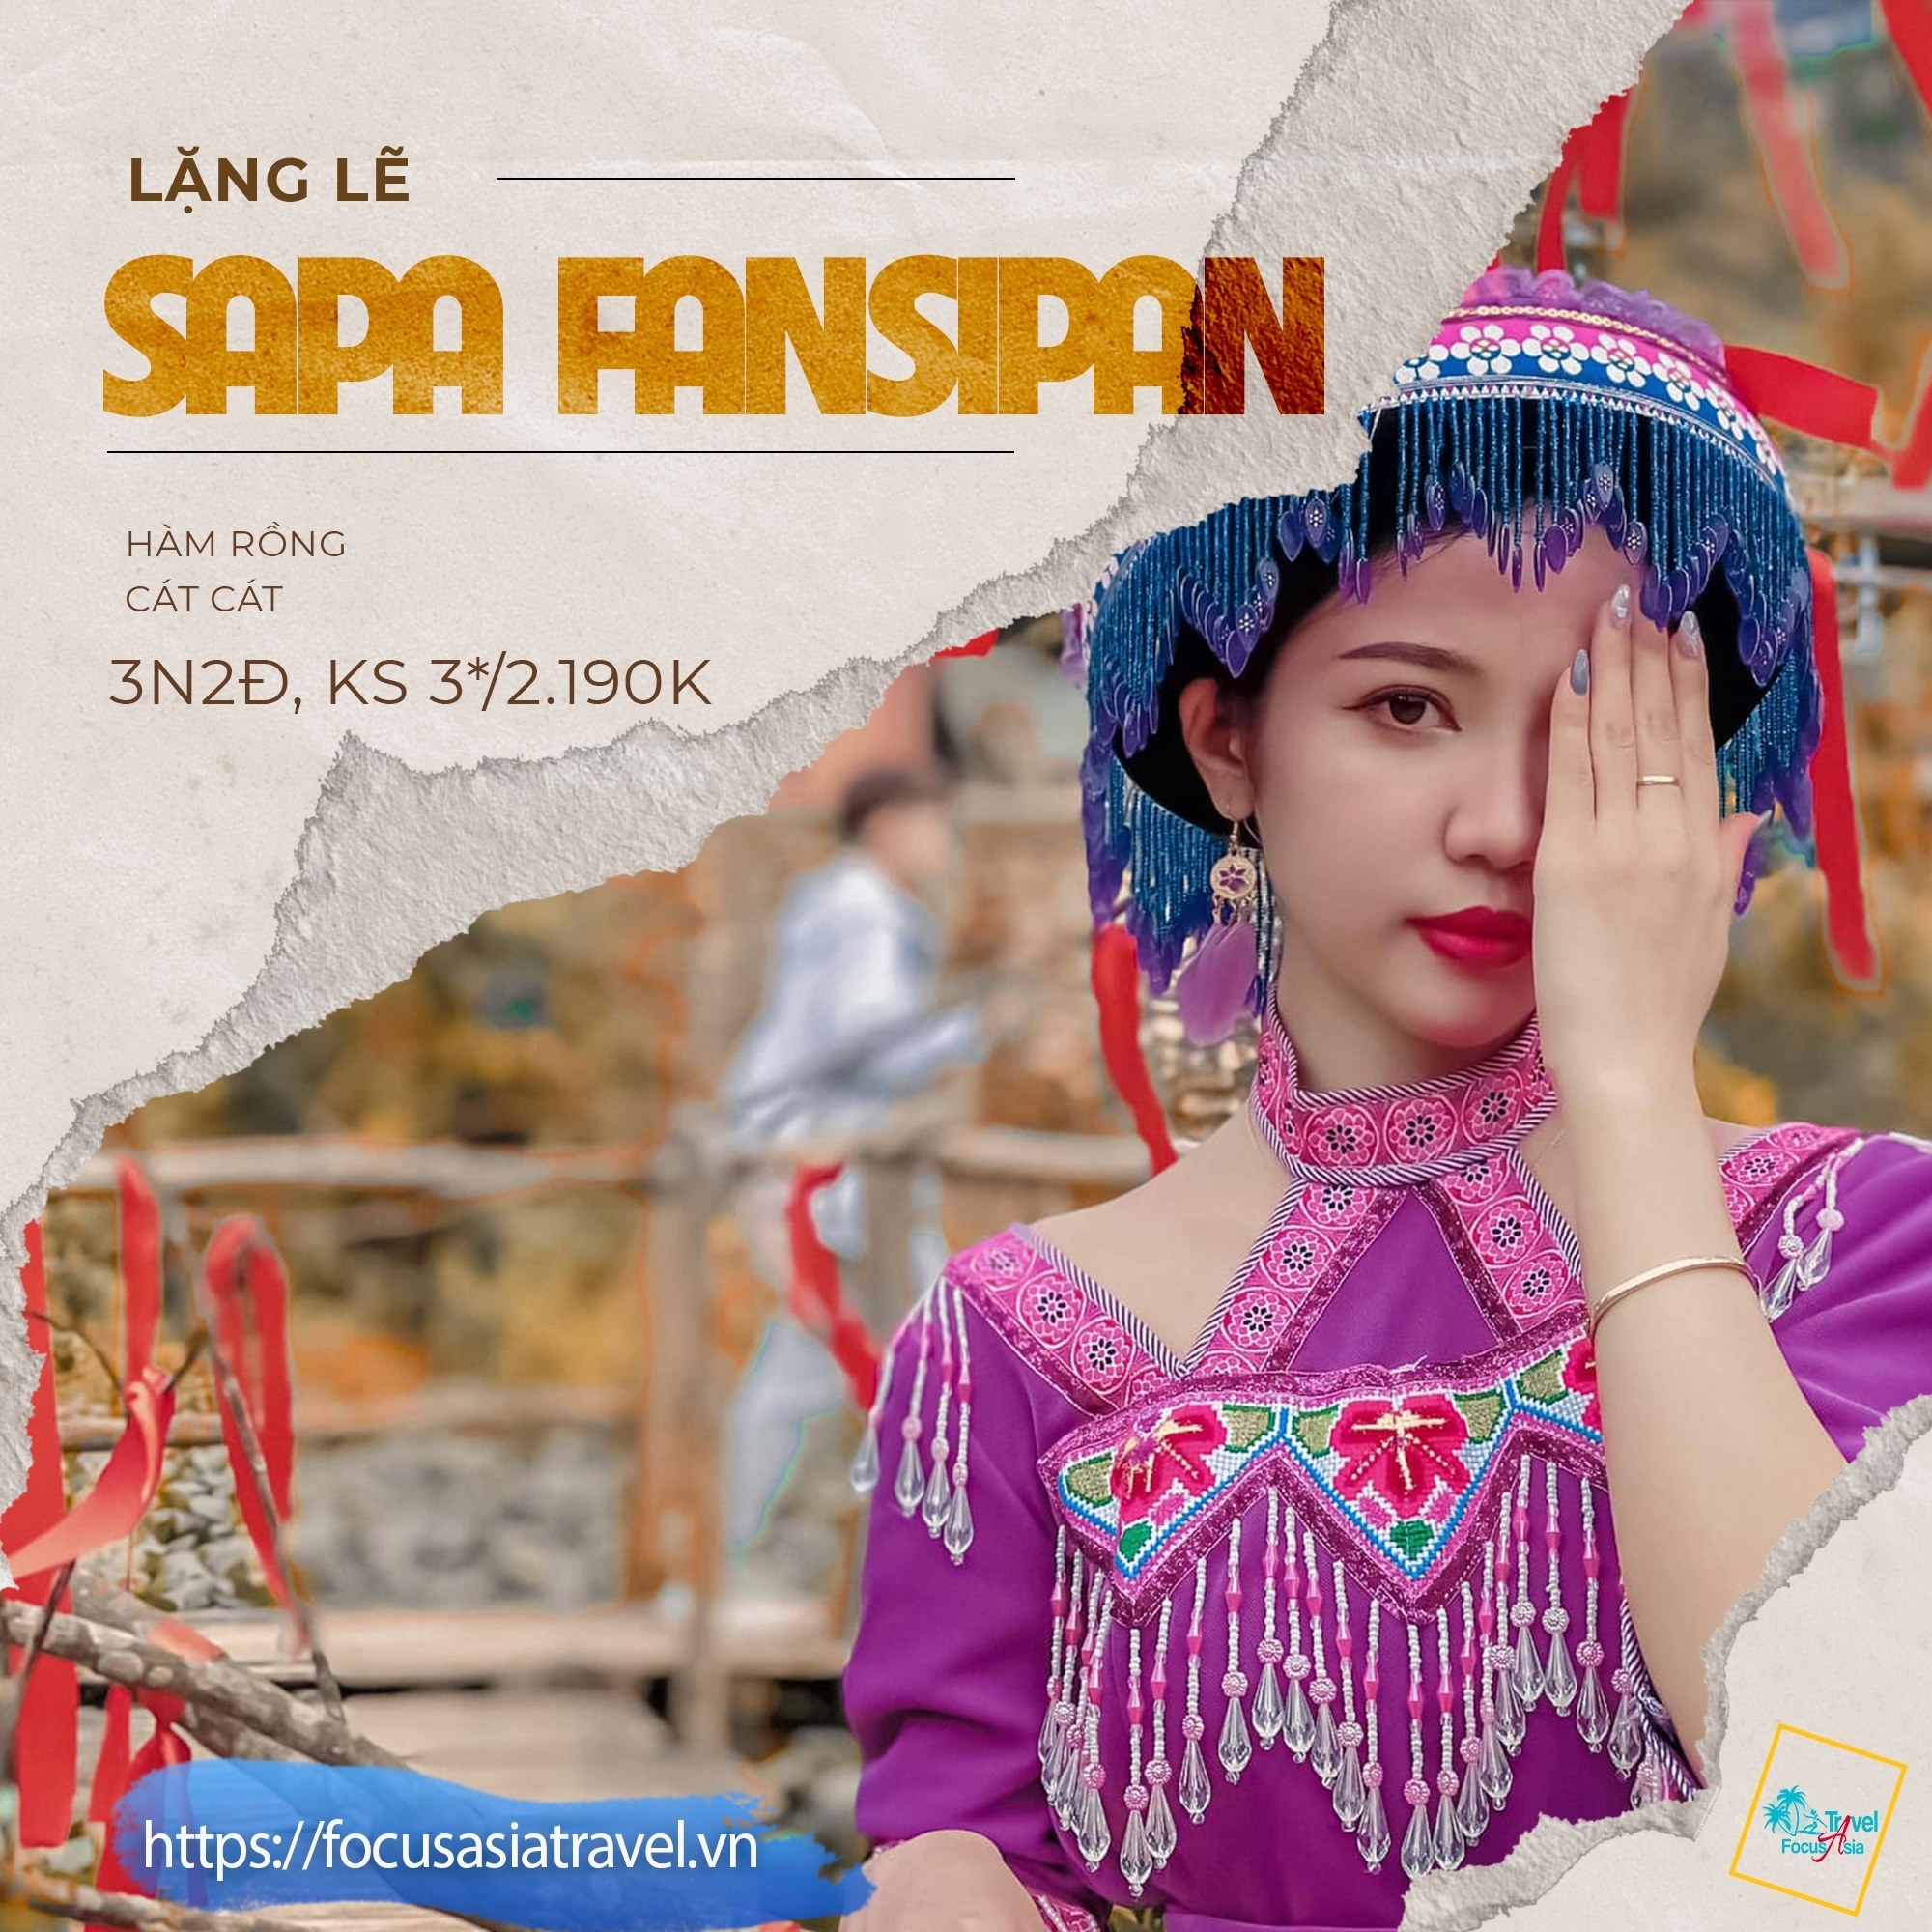 LẶNG LẼ
SAPA FANSIPAN
HÀM RỒNG
CÁT CÁT
3N2Đ, KS 3*/2.190K
https://focusasiatravel.vn
Travel
Focus Asia